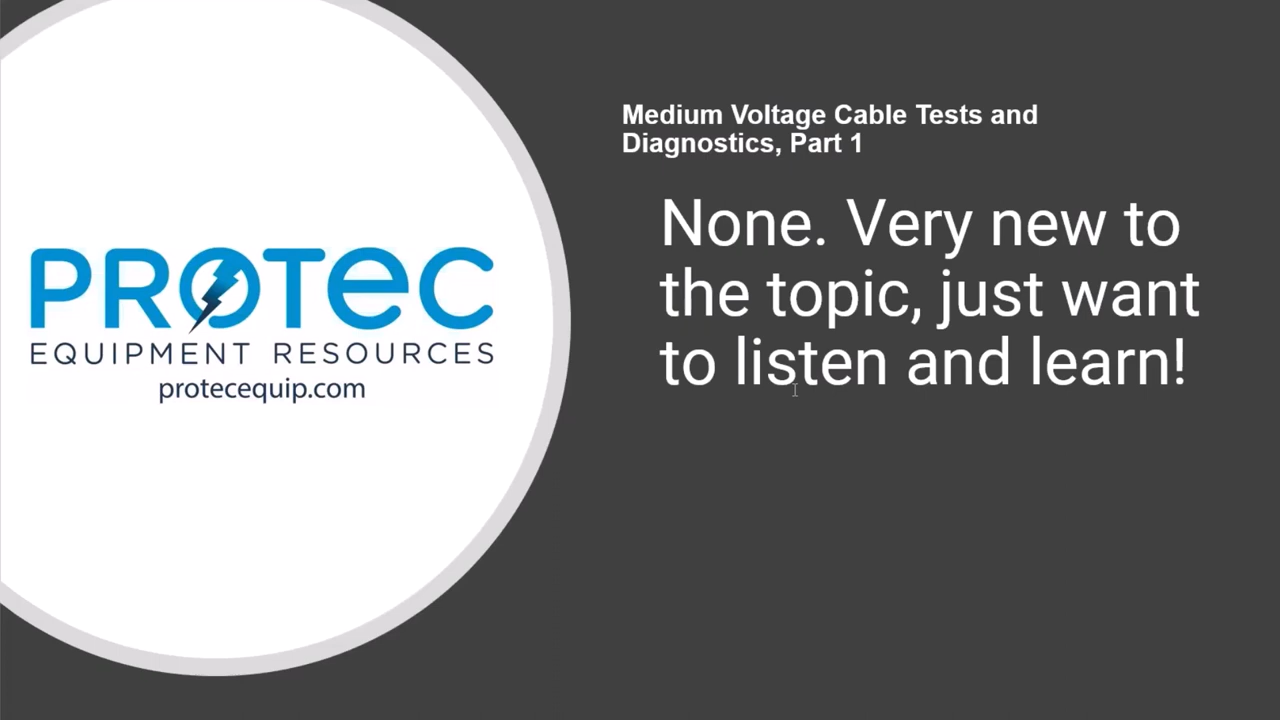 Medium Voltage Cable Tests and
Diagnostics, Part 1
None. Very new to
the topic, just want
to listen and learn!
PROTEC
EQUIPMENT RESOURCES
protecequip.com